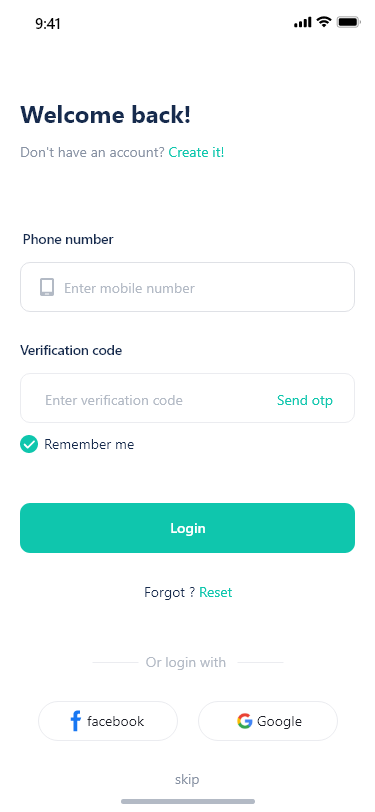 9:41
Welcome back!
Don't have an account? Create it!
Phone number
Enter mobile number
Verification code
Enter verification code Send otp
Remember me
Login
Forgot ? Reset
Or login with
facebook Google
skip